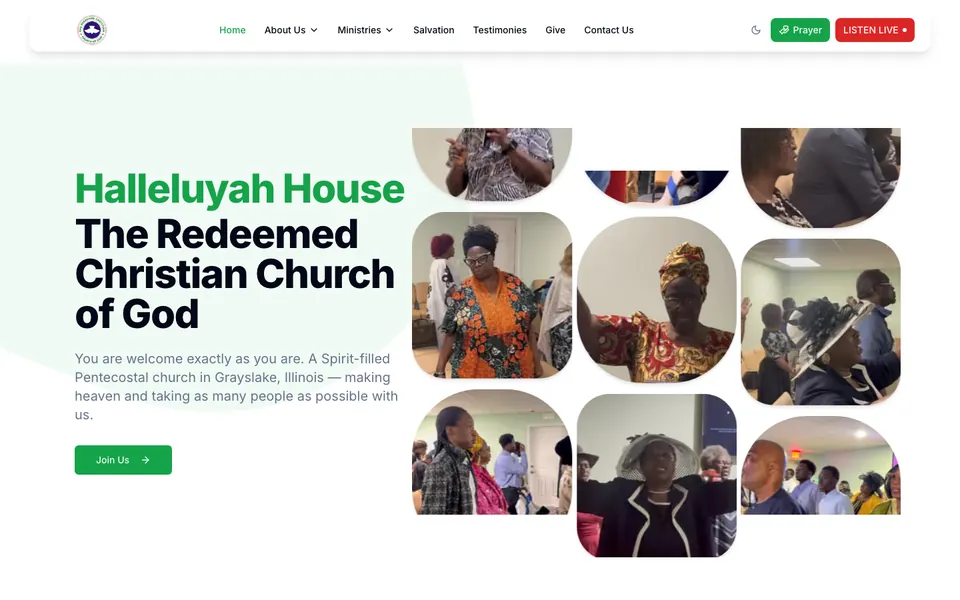 Home
About Us
Ministries
Salvation
Testimonies
Give
Contact Us
Prayer
LISTEN LIVE
Halleluyah House
The Redeemed
Christian Church
of God
You are welcome exactly as you are. A Spirit-filled
Pentecostal church in Grayslake, Illinois — making
heaven and taking as many people as possible with
us.
Join Us